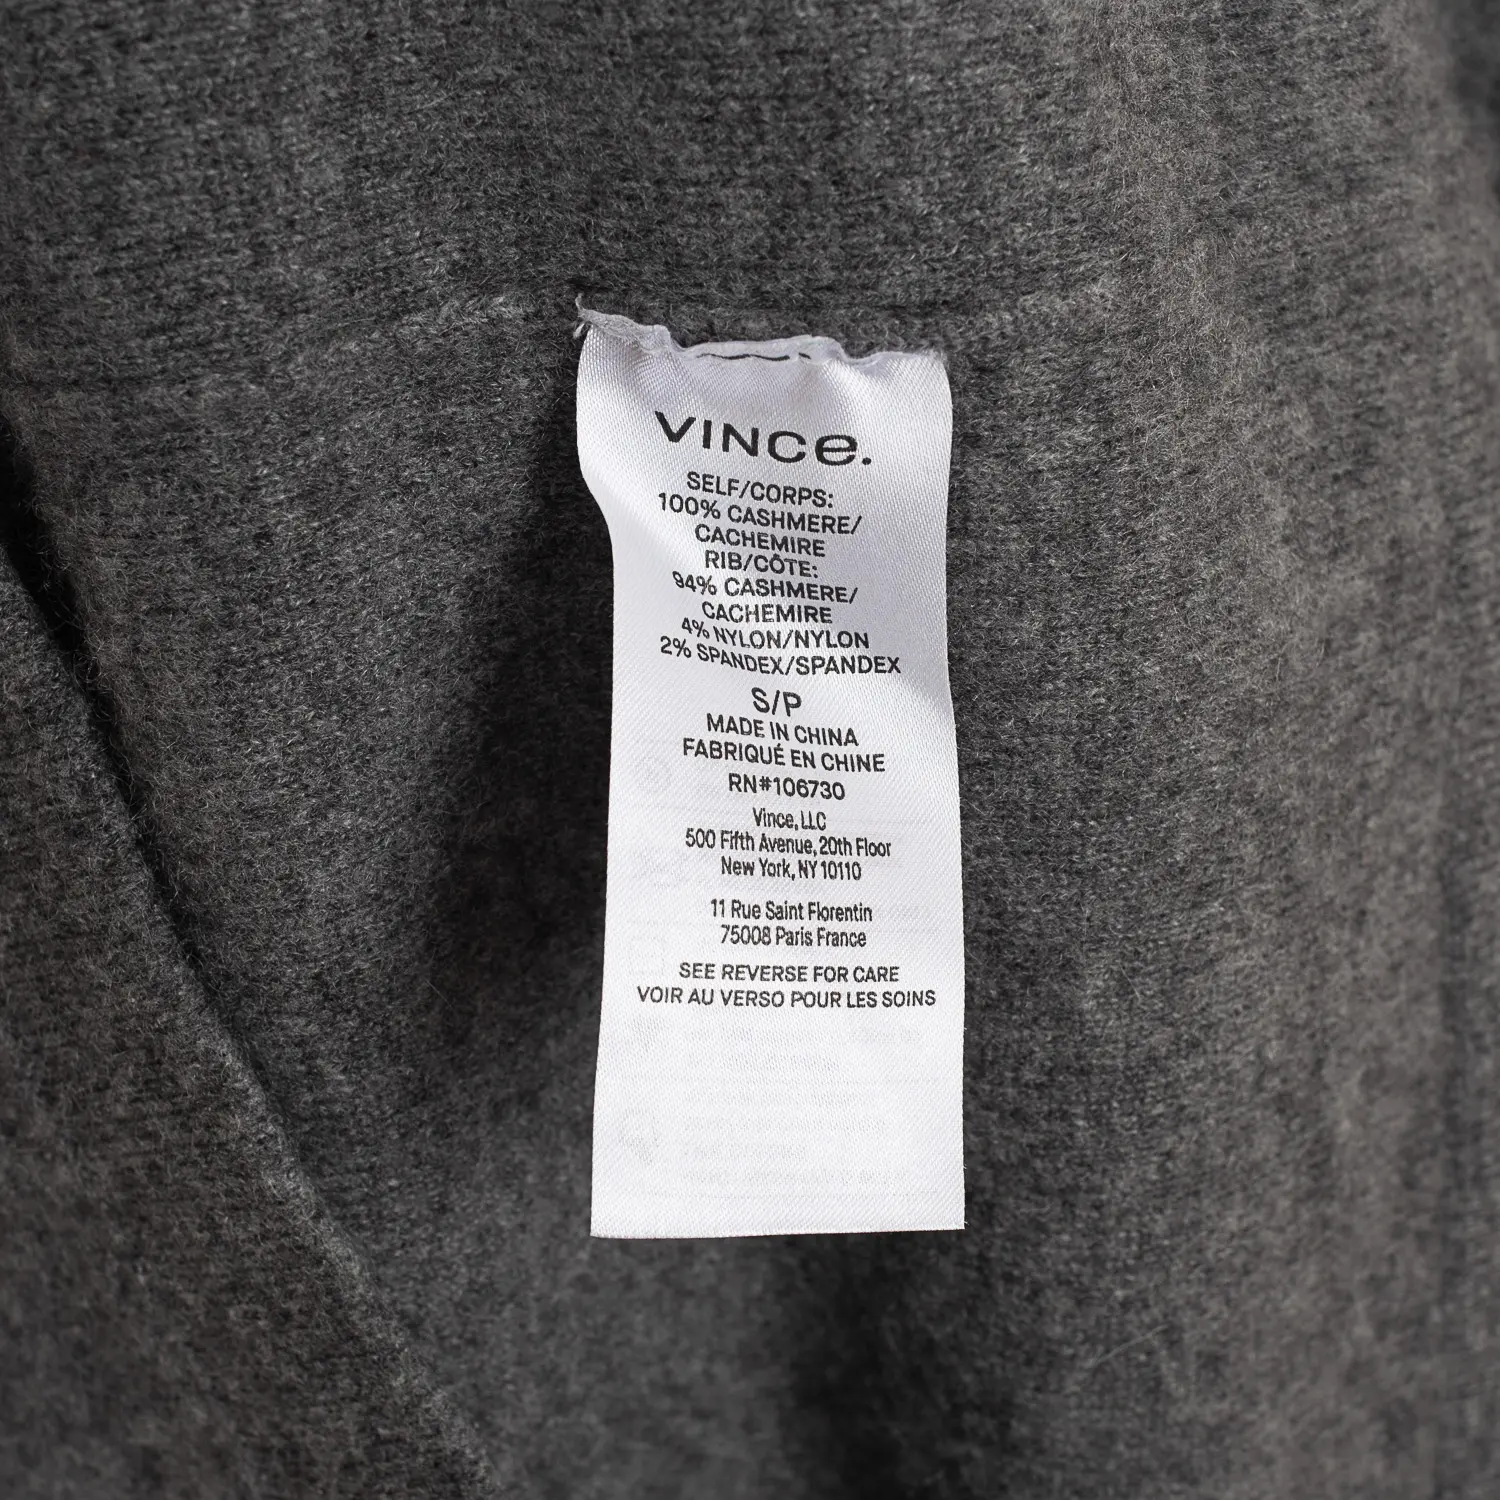 VINCe.
SELF/CORPS:
100% CASHMERE/
CACHEMIRE
RIB/CÔTE:
94% CASHMERE/
CACHEMIRE
4% NYLON/NYLON
2% SPANDEX/SPANDEX
S/P
MADE IN CHINA
FABRIQUÉ EN CHINE
RN#106730
Vince, LLC
500 Fifth Avenue, 20th Floor
New York, NY 10110
11 Rue Saint Florentin
75008 Paris France
SEE REVERSE FOR CARE
VOIR AU VERSO POUR LES SOINS